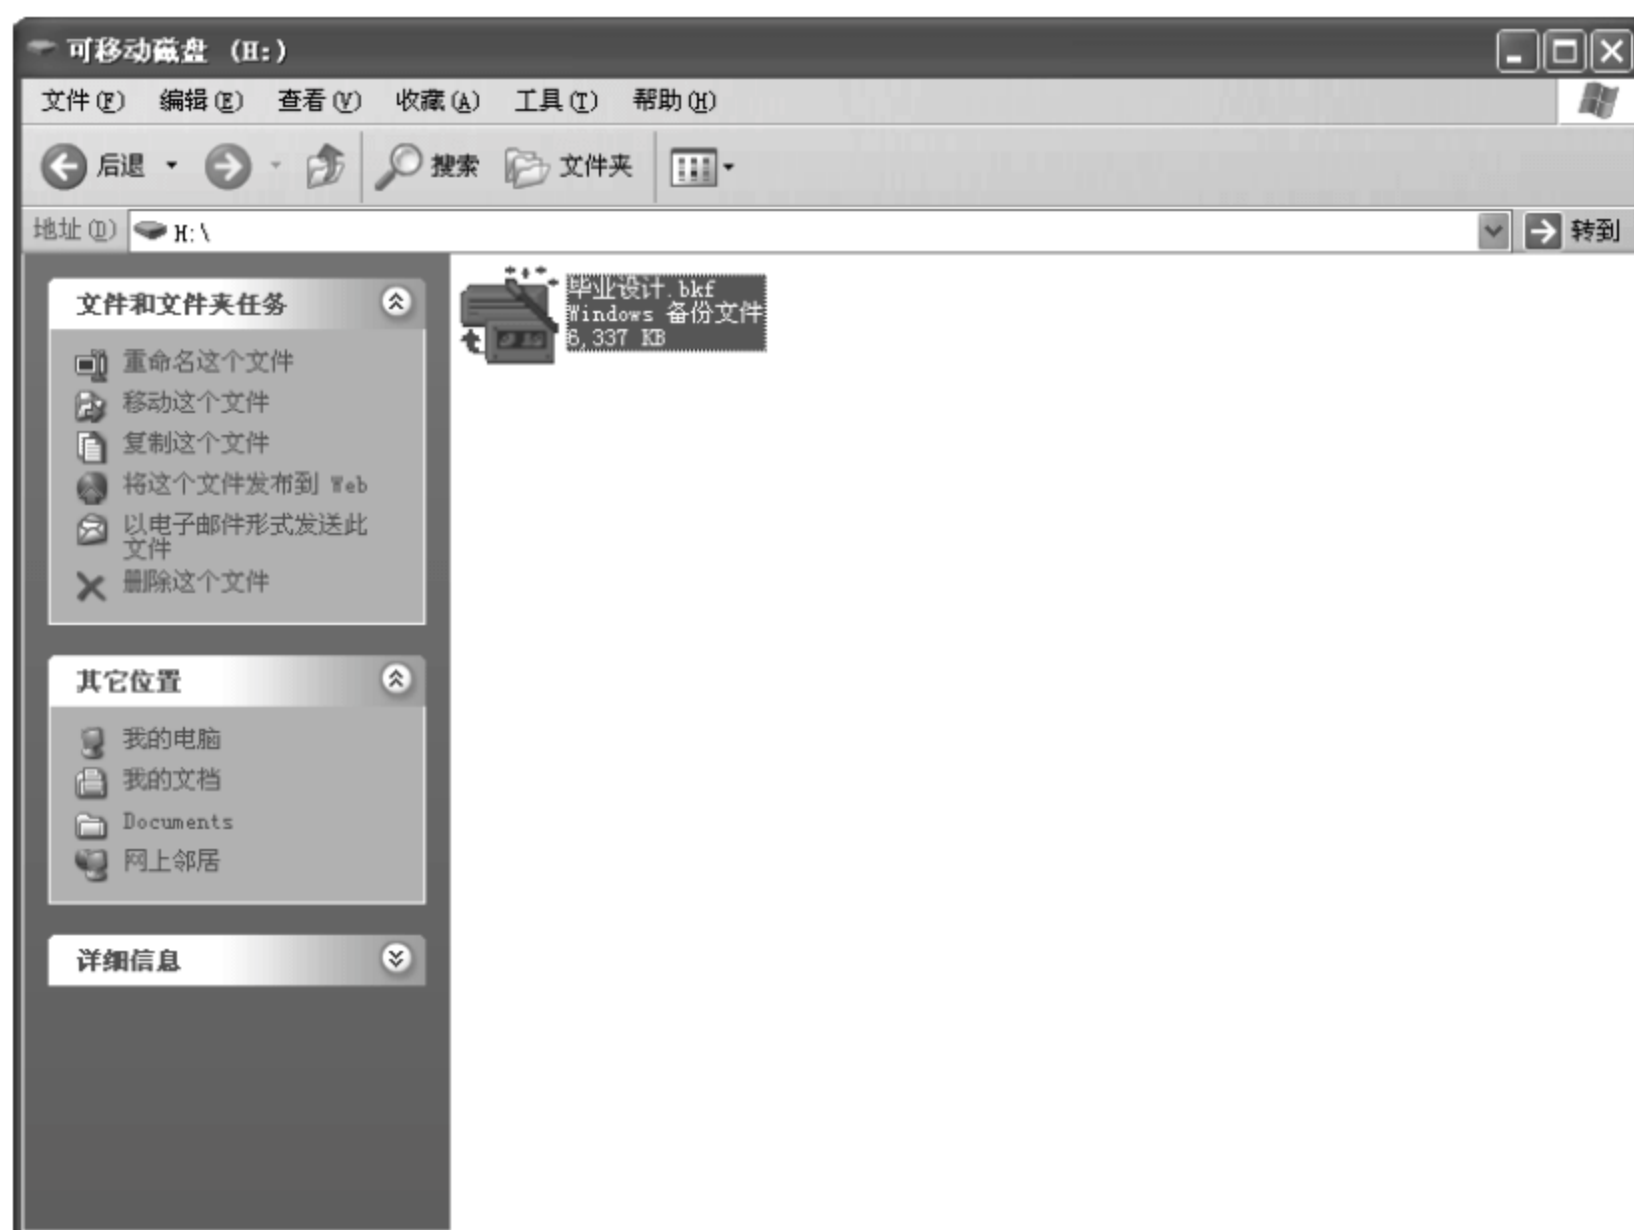 可移动磁盘 (H:)
文件(F) 编辑(E) 查看(V) 收藏(A) 工具(T) 帮助(H)
后退 搜索 文件夹
地址(D) H:\ 转到
文件和文件夹任务
重命名这个文件
移动这个文件
复制这个文件
将这个文件发布到 Web
以电子邮件形式发送此
文件
删除这个文件
其它位置
我的电脑
我的文档
Documents
网上邻居
详细信息
毕业设计.bkf
Windows 备份文件
6,337 KB